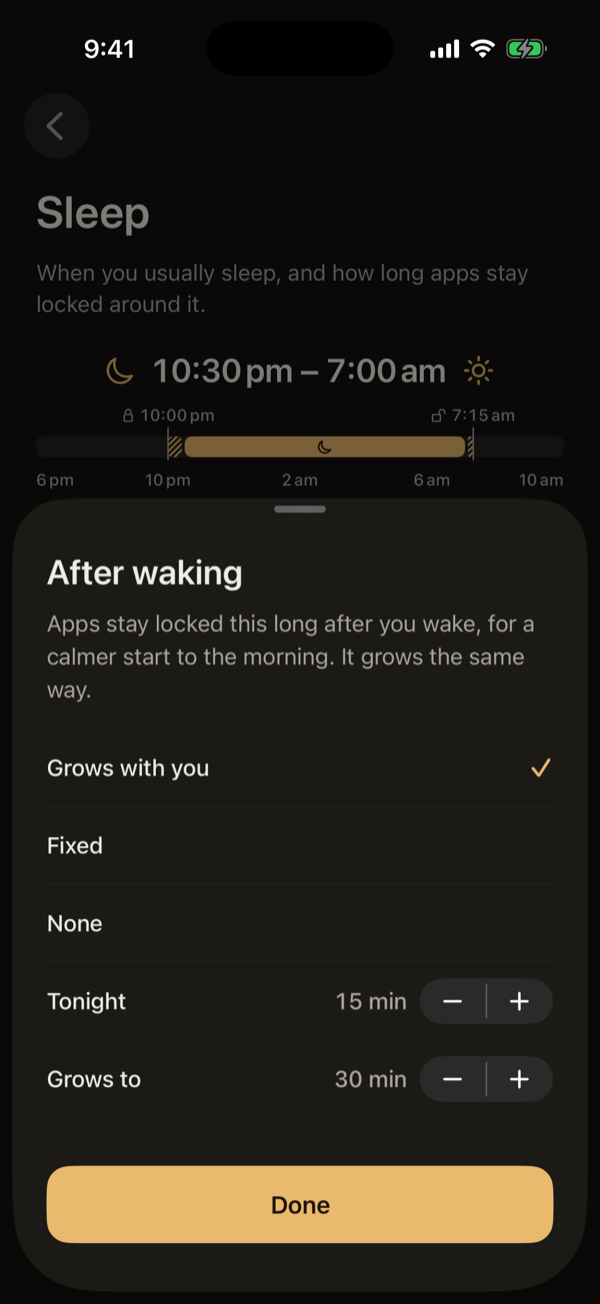 9:41
Sleep
When you usually sleep, and how long apps stay
locked around it.
10:30 pm – 7:00 am
10:00 pm 7:15 am
6 pm 10 pm 2 am 6 am 10 am
After waking
Apps stay locked this long after you wake, for a
calmer start to the morning. It grows the same
way.
Grows with you
Fixed
None
Tonight 15 min
Grows to 30 min
Done